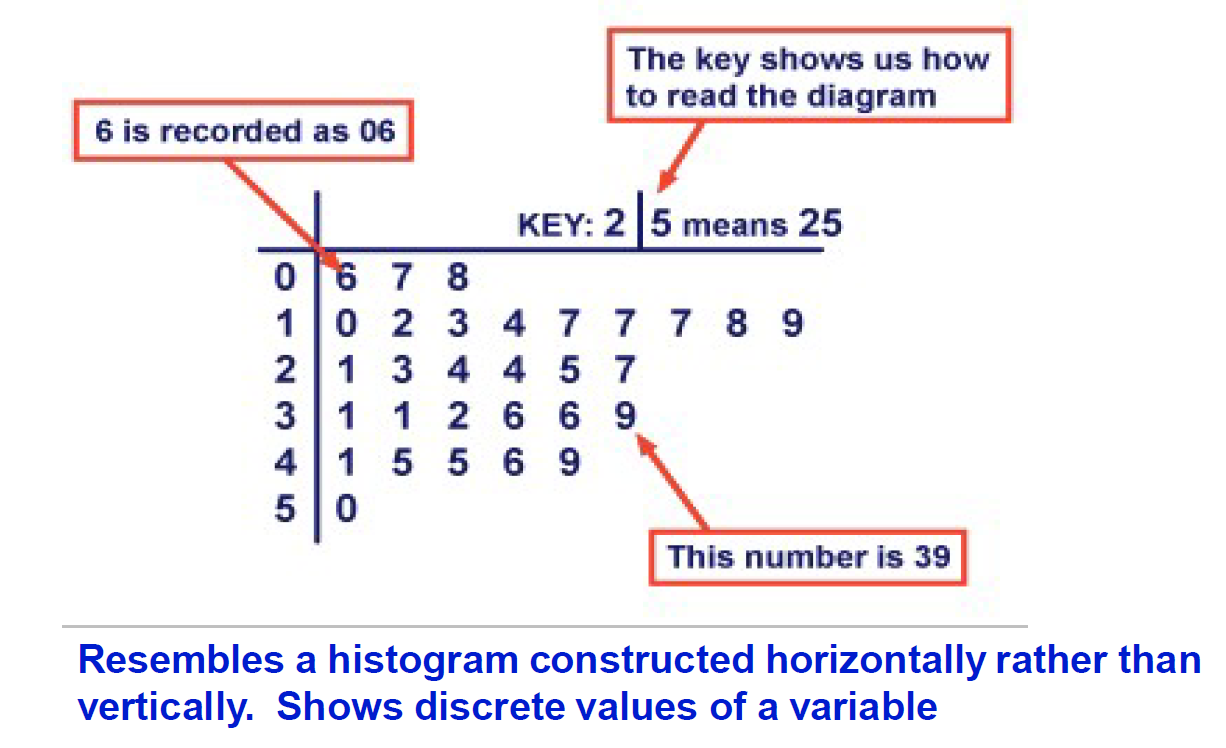 The key shows us how
to read the diagram
6 is recorded as 06
KEY: 2 | 5 means 25
0 | 6 7 8
1 | 0 2 3 4 7 7 7 8 9
2 | 1 3 4 4 5 7
3 | 1 1 2 6 6 9
4 | 1 5 5 6 9
5 | 0
This number is 39
Resembles a histogram constructed horizontally rather than
vertically. Shows discrete values of a variable